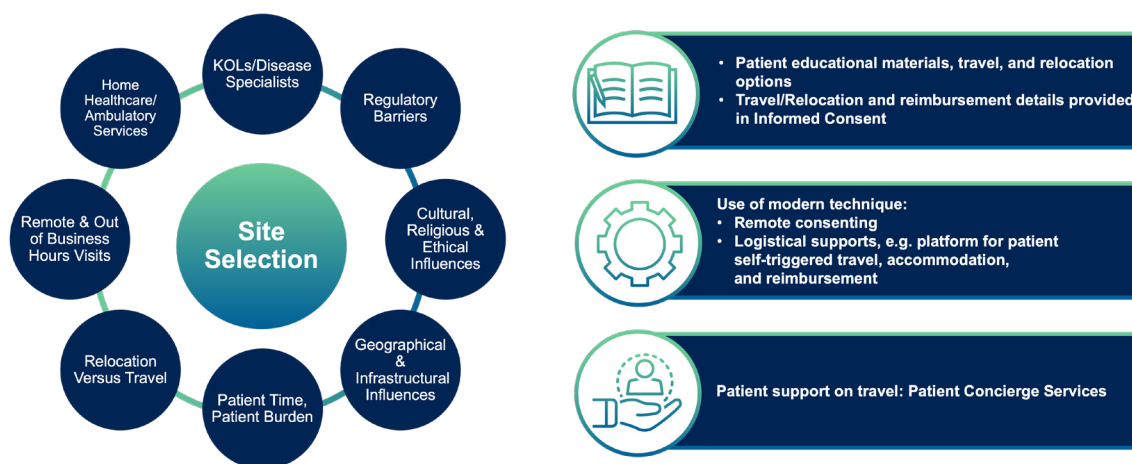 KOLs/Disease
Specialists
Regulatory
Barriers
Cultural,
Religious &
Ethical
Influences
Geographical
&
Infrastructural
Influences
Patient Time,
Patient Burden
Relocation
Versus Travel
Remote & Out
of Business
Hours Visits
Home
Healthcare/
Ambulatory
Services
Site
Selection
• Patient educational materials, travel, and relocation
options
• Travel/Relocation and reimbursement details provided
in Informed Consent
Use of modern technique:
• Remote consenting
• Logistical supports, e.g. platform for patient
self-triggered travel, accommodation,
and reimbursement
Patient support on travel: Patient Concierge Services